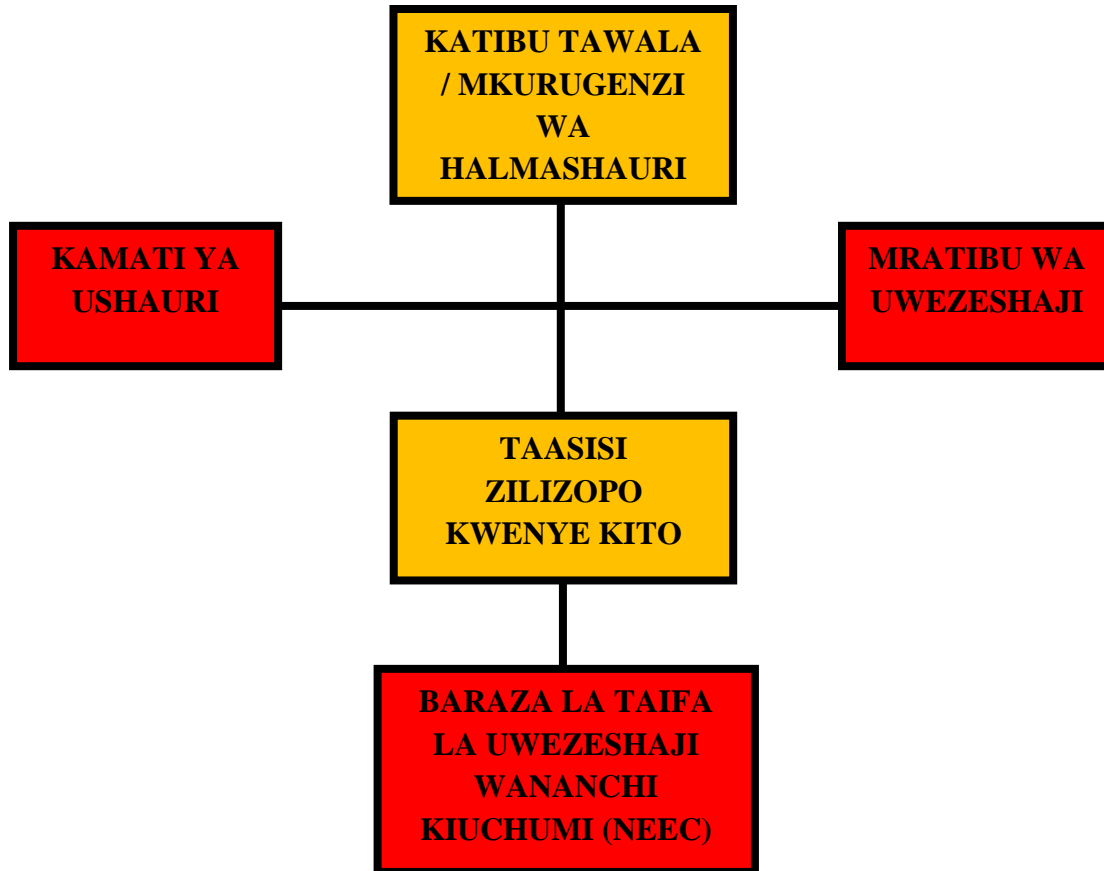 KATIBU TAWALA
/ MKURUGENZI
WA
HALMASHAURI
KAMATI YA
USHAURI
MRATIBU WA
UWEZESHAJI
TAASISI
ZILIZOPO
KWENYE KITO
BARAZA LA TAIFA
LA UWEZESHAJI
WANANCHI
KIUCHUMI (NEEC)